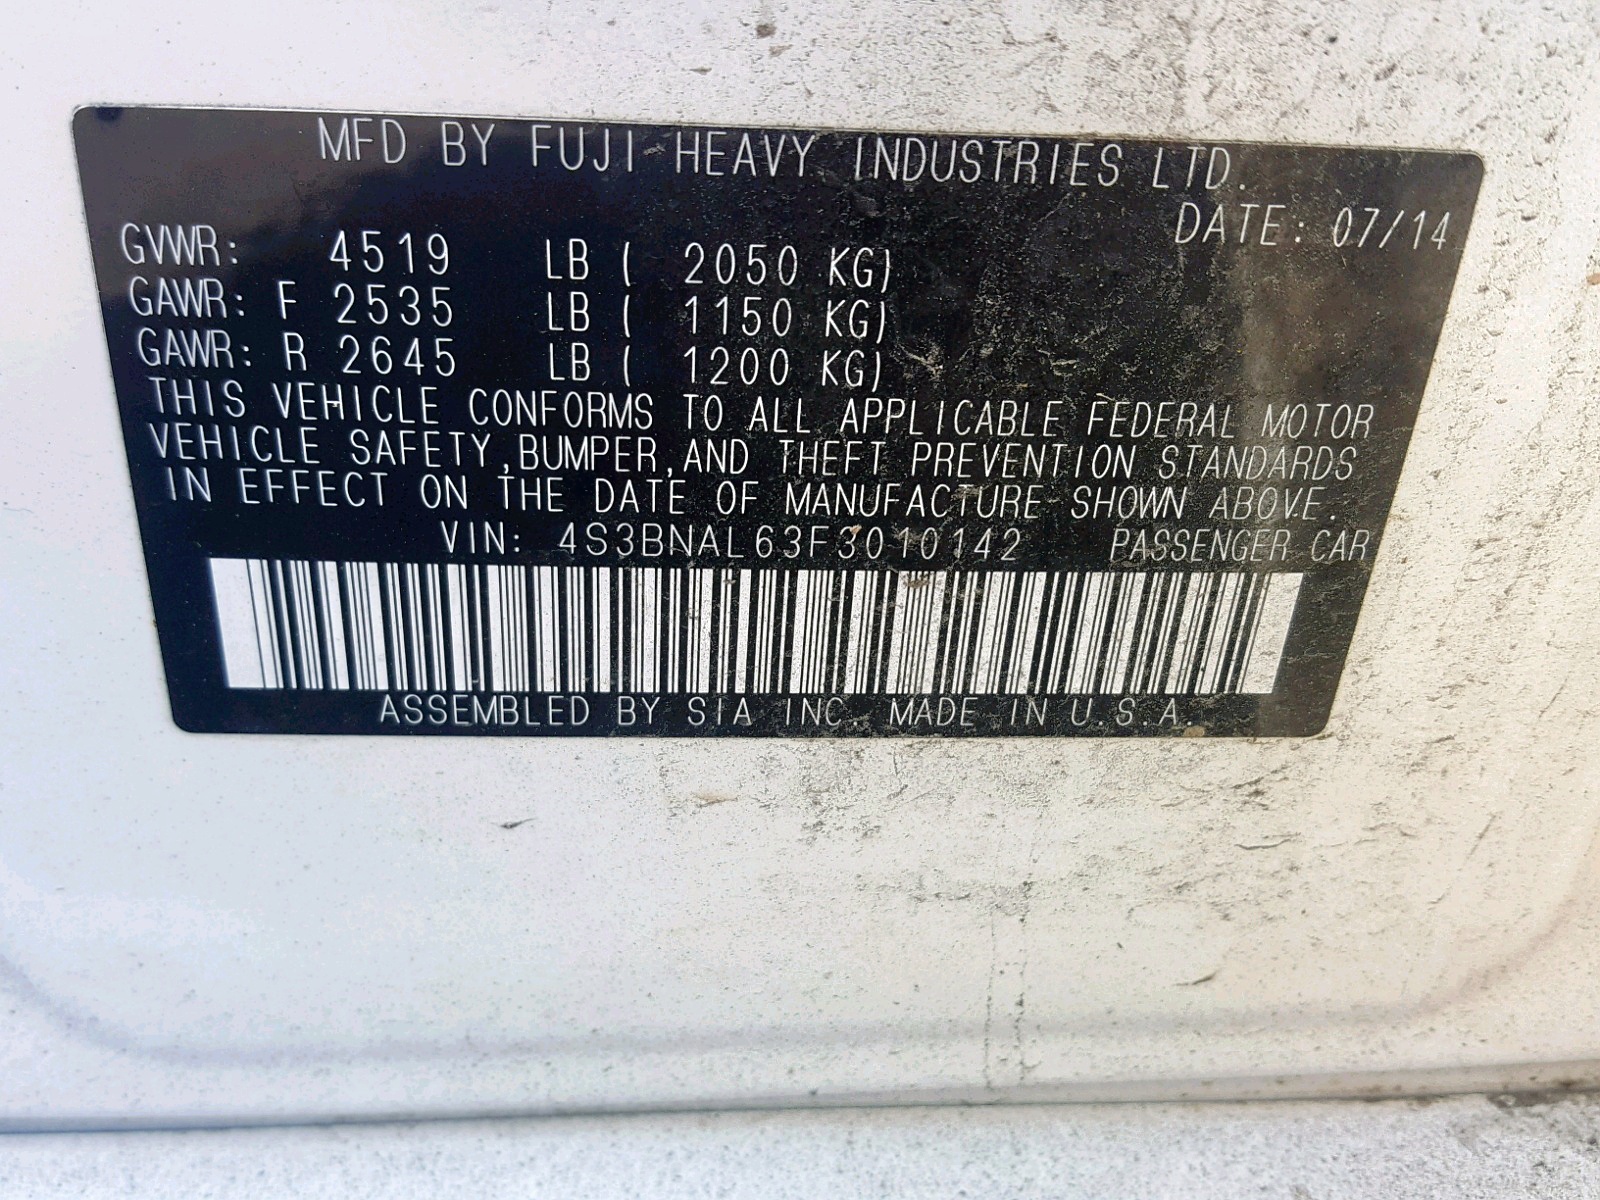 MFD BY FUJI HEAVY INDUSTRIES LTD.
DATE: 07/14
GVWR: 4519 LB ( 2050 KG)
GAWR: F 2535 LB ( 1150 KG)
GAWR: R 2645 LB ( 1200 KG)
THIS VEHICLE CONFORMS TO ALL APPLICABLE FEDERAL MOTOR
VEHICLE SAFETY,BUMPER,AND THEFT PREVENTION STANDARDS
IN EFFECT ON THE DATE OF MANUFACTURE SHOWN ABOVE.
VIN: 4S3BNAL63F3010142 PASSENGER CAR
ASSEMBLED BY SIA INC. MADE IN U.S.A.